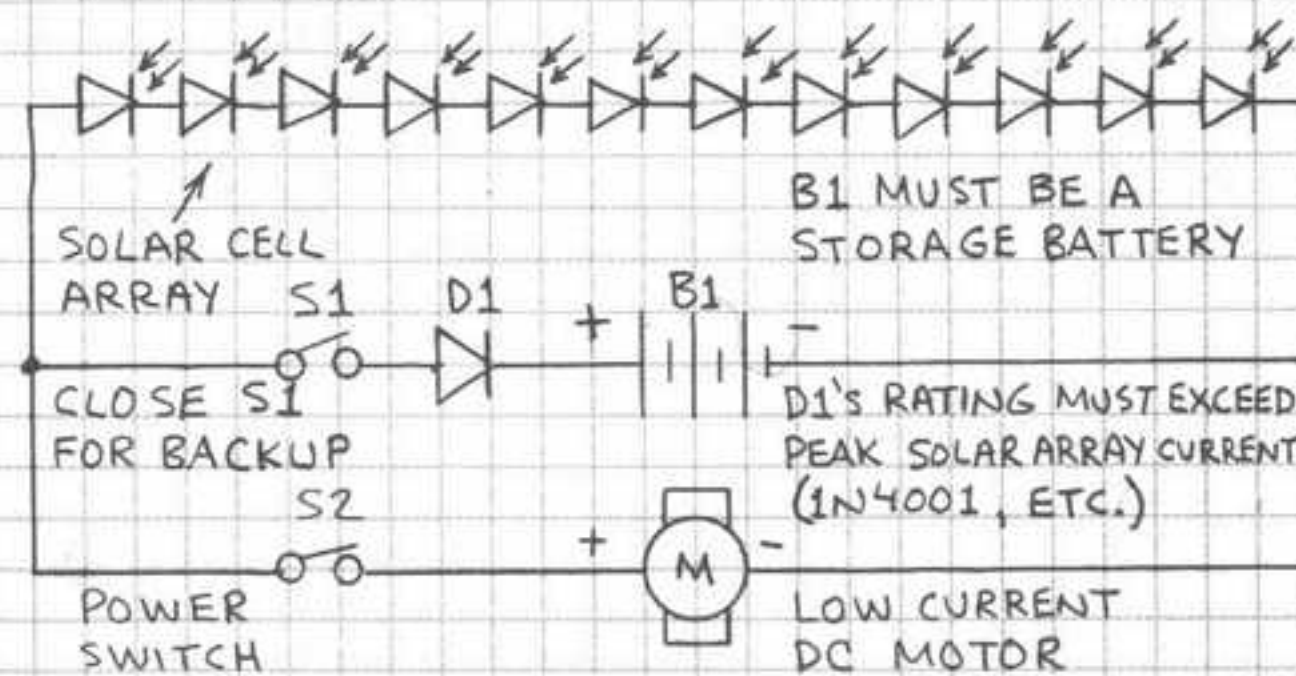 B1 MUST BE A
STORAGE BATTERY
SOLAR CELL
ARRAY
S1
D1
+
B1
-
CLOSE S1
FOR BACKUP
D1's RATING MUST EXCEED
PEAK SOLAR ARRAY CURRENT
(1N4001, ETC.)
S2
+
M
-
POWER
SWITCH
LOW CURRENT
DC MOTOR